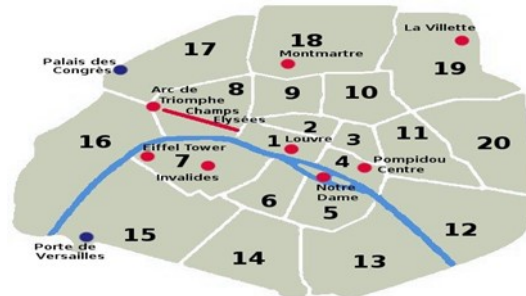 18
La Villette
17
Montmartre
Palais des
Congrès
19
8
Arc de
Triomphe
9
10
Champs
Elysées
2
11
20
16
1
Louvre
3
Eiffel Tower
7
4
Pompidou
Centre
Invalides
Notre
Dame
6
5
12
Porte de
Versailles
15
14
13